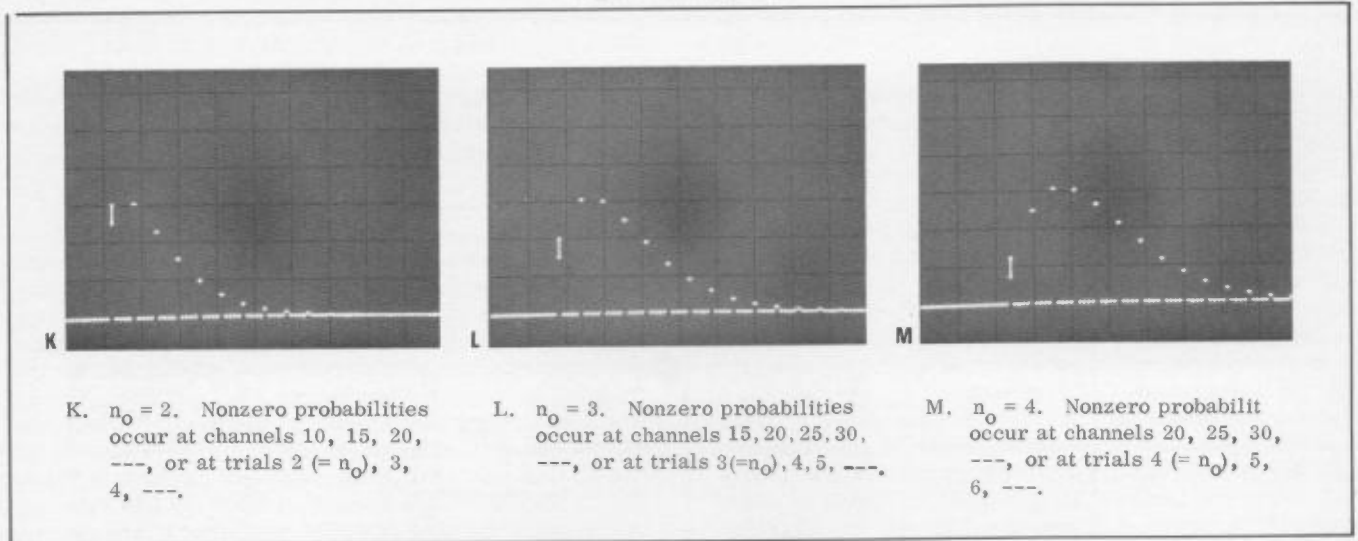 K
L
M
K. n₀ = 2. Nonzero probabilities
occur at channels 10, 15, 20,
---, or at trials 2 (= n₀), 3,
4, ---.
L. n₀ = 3. Nonzero probabilities
occur at channels 15, 20, 25, 30,
---, or at trials 3 (= n₀), 4, 5, ---.
M. n₀ = 4. Nonzero probabilit
occur at channels 20, 25, 30,
---, or at trials 4 (= n₀), 5,
6, ---.